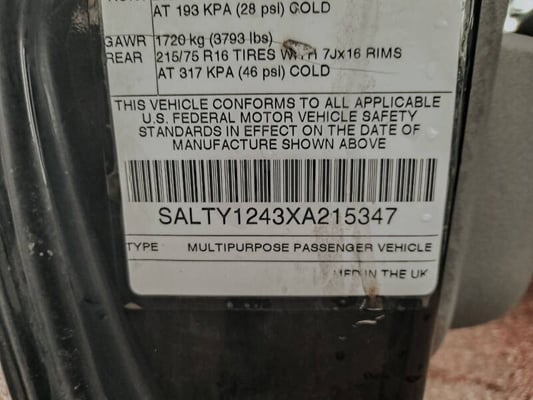 AT 193 KPA (28 psi) COLD
GAWR 1720 kg (3793 lbs)
REAR 215/75 R16 TIRES WITH 7Jx16 RIMS
AT 317 KPA (46 psi) COLD
THIS VEHICLE CONFORMS TO ALL APPLICABLE
U.S. FEDERAL MOTOR VEHICLE SAFETY
STANDARDS IN EFFECT ON THE DATE OF
MANUFACTURE SHOWN ABOVE
SALTY1243XA215347
TYPE MULTIPURPOSE PASSENGER VEHICLE
MFD IN THE UK